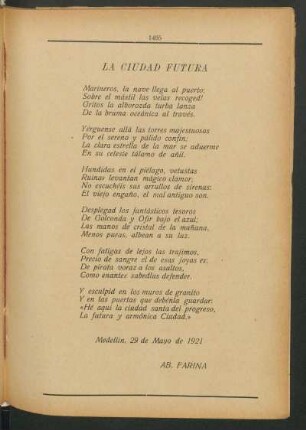 1495
LA CIUDAD FUTURA
Marineros, la nave llega al puerto.
Sobre el mástil las velas recoged!
Gritos la alborozada turba lanza
De la bruma oceánica al través.
Yérguense allá las torres majestuosas
Por el sereno y pálido confín;
La clara estrella de la mar se aduerme
En su celeste tálamo de añil.
Hundidas en el piélago, vetustas
Ruinas levantan mágico clamor;
No escuchéis sus arrullos de sirenas:
El viejo engaño, el mal antiguo son.
Desplegad los fantásticos tesoros
De Golconda y Ofir bajo el azul;
Las manos de cristal de la mañana,
Menos puras, alboan a su luz.
Con fatigas de lejos las trajimos,
Precio de sangre el de esas joyas es.
De pirata voraz a los asaltos,
Como enantes sabedlas defender.
Y esculpid en los muros de granito
Y en las puertas que debéis guardar:
«He aquí la ciudad santa del progreso,
La futura y armónica Ciudad.»
Medellín, 29 de Mayo de 1921
AB. FARINA